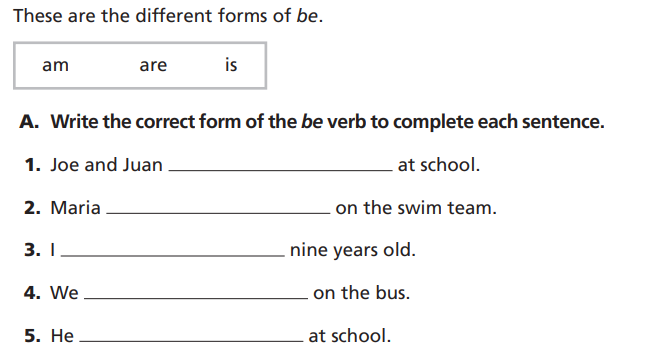 These are the different forms of be.
am are is
A. Write the correct form of the be verb to complete each sentence.
1. Joe and Juan ______________________ at school.
2. Maria ______________________ on the swim team.
3. I ______________________ nine years old.
4. We ______________________ on the bus.
5. He ______________________ at school.